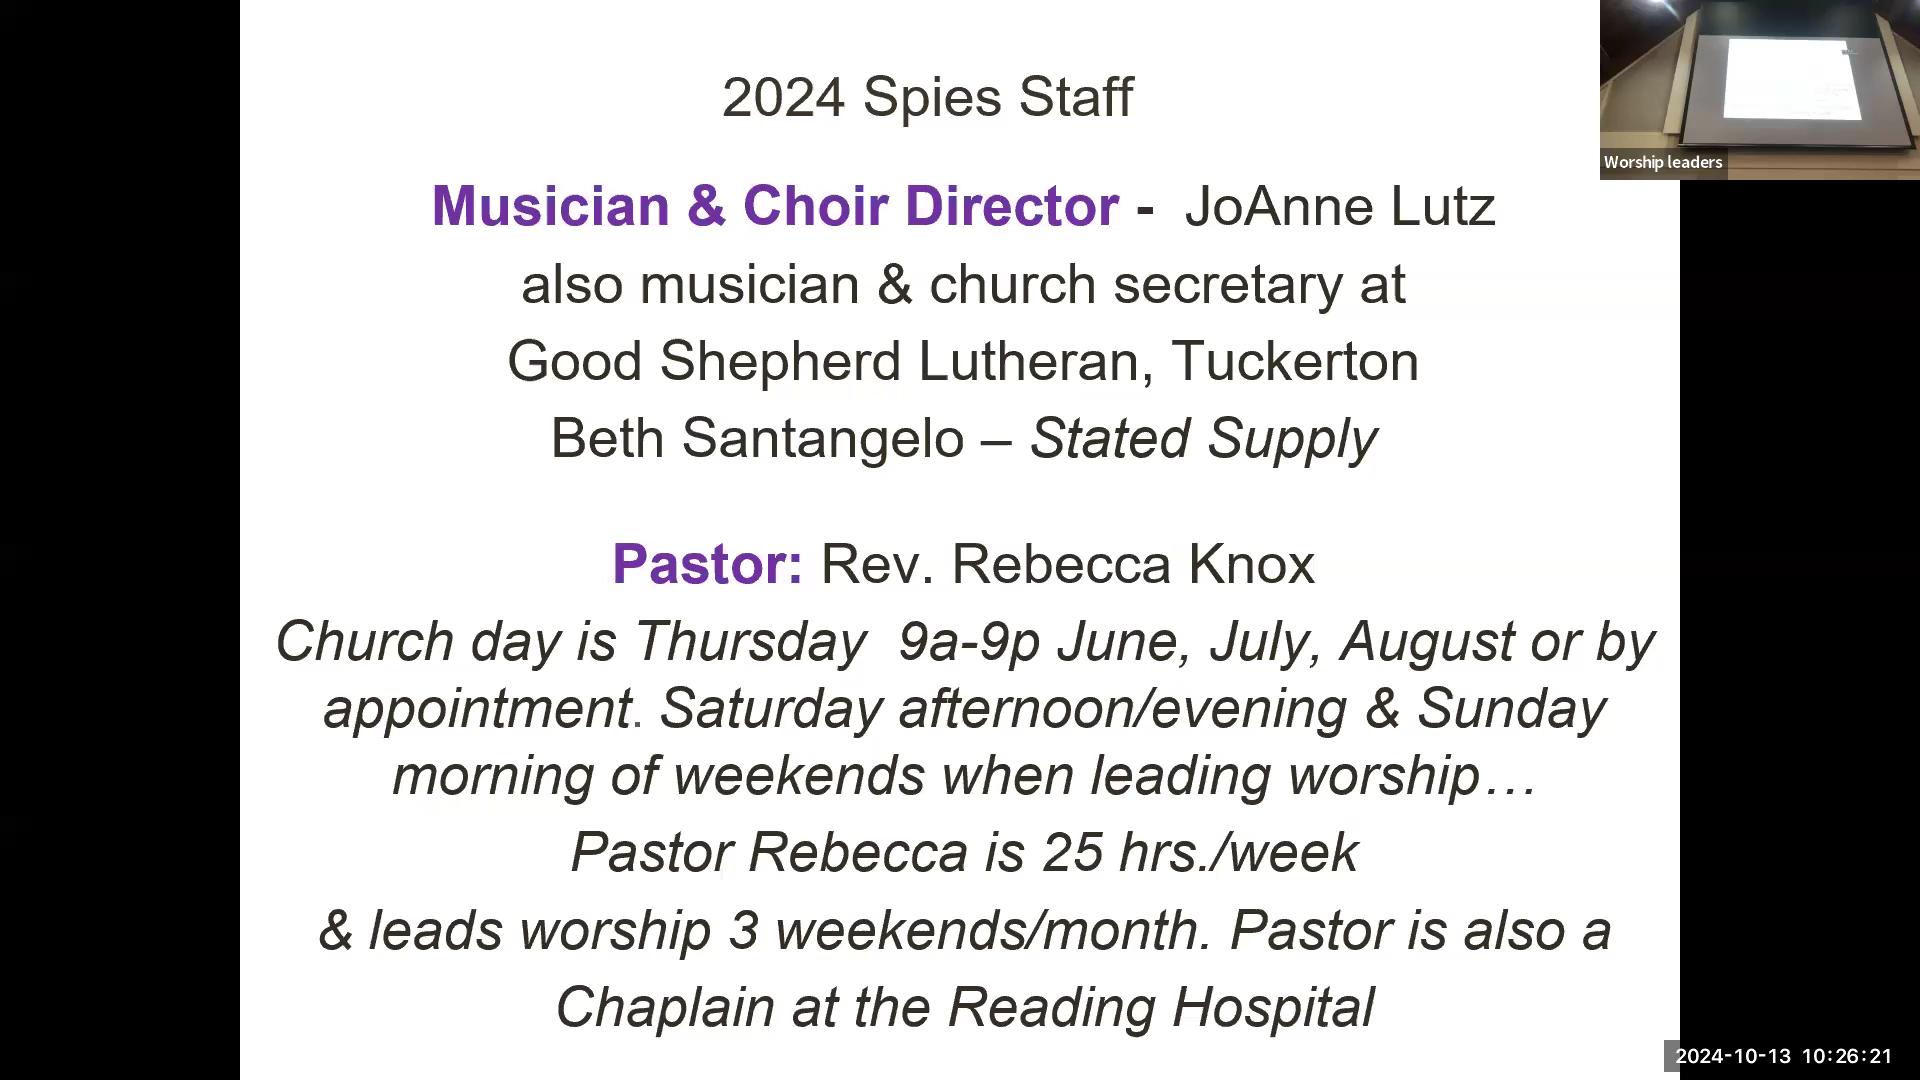 2024 Spies Staff
Musician & Choir Director - JoAnne Lutz
also musician & church secretary at
Good Shepherd Lutheran, Tuckerton
Beth Santangelo – Stated Supply
Pastor: Rev. Rebecca Knox
Church day is Thursday 9a-9p June, July, August or by
appointment. Saturday afternoon/evening & Sunday
morning of weekends when leading worship…
Pastor Rebecca is 25 hrs./week
& leads worship 3 weekends/month. Pastor is also a
Chaplain at the Reading Hospital
Worship leaders
2024-10-13 10:26:21